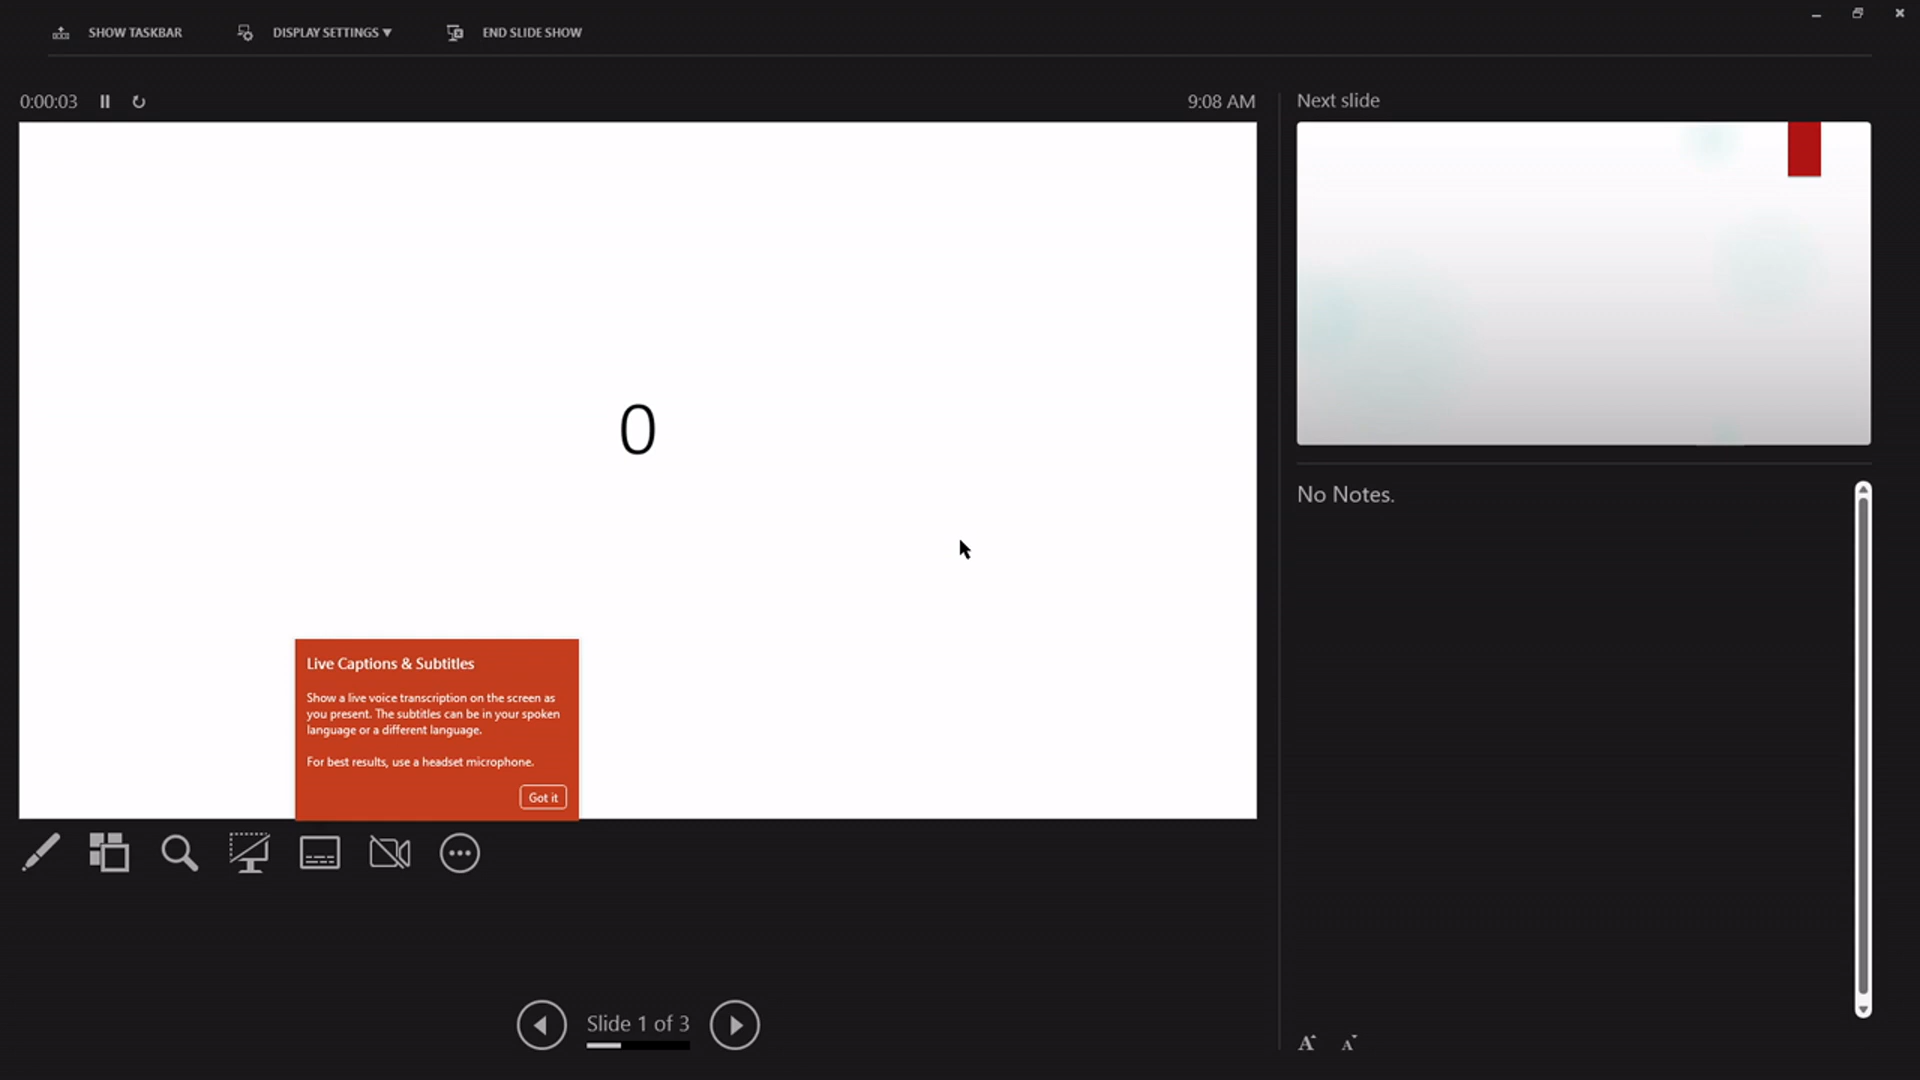 SHOW TASKBAR
DISPLAY SETTINGS ▼
END SLIDE SHOW
0:00:03
9:08 AM
Next slide
0
No Notes.
Live Captions & Subtitles
Show a live voice transcription on the screen as
you present. The subtitles can be in your spoken
language or a different language.
For best results, use a headset microphone.
Got it
Slide 1 of 3
A
A